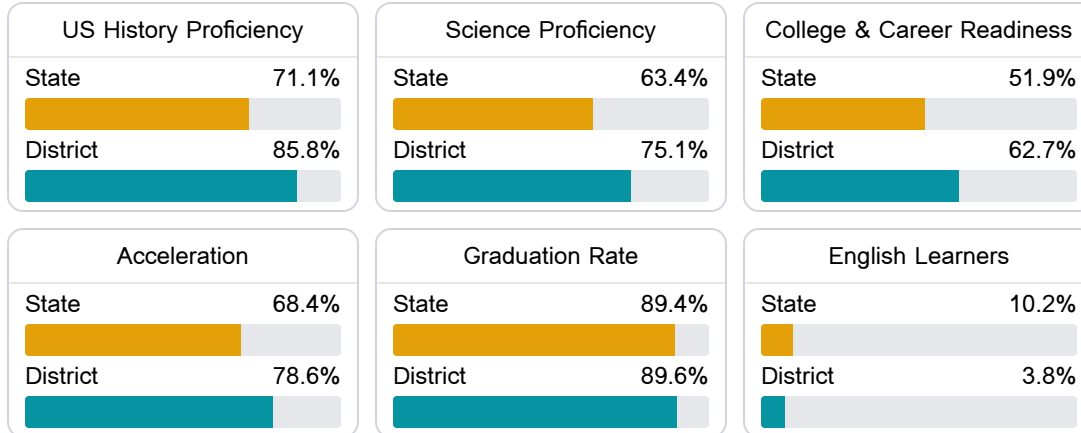 US History Proficiency
State 71.1%
District 85.8%
Science Proficiency
State 63.4%
District 75.1%
College & Career Readiness
State 51.9%
District 62.7%
Acceleration
State 68.4%
District 78.6%
Graduation Rate
State 89.4%
District 89.6%
English Learners
State 10.2%
District 3.8%